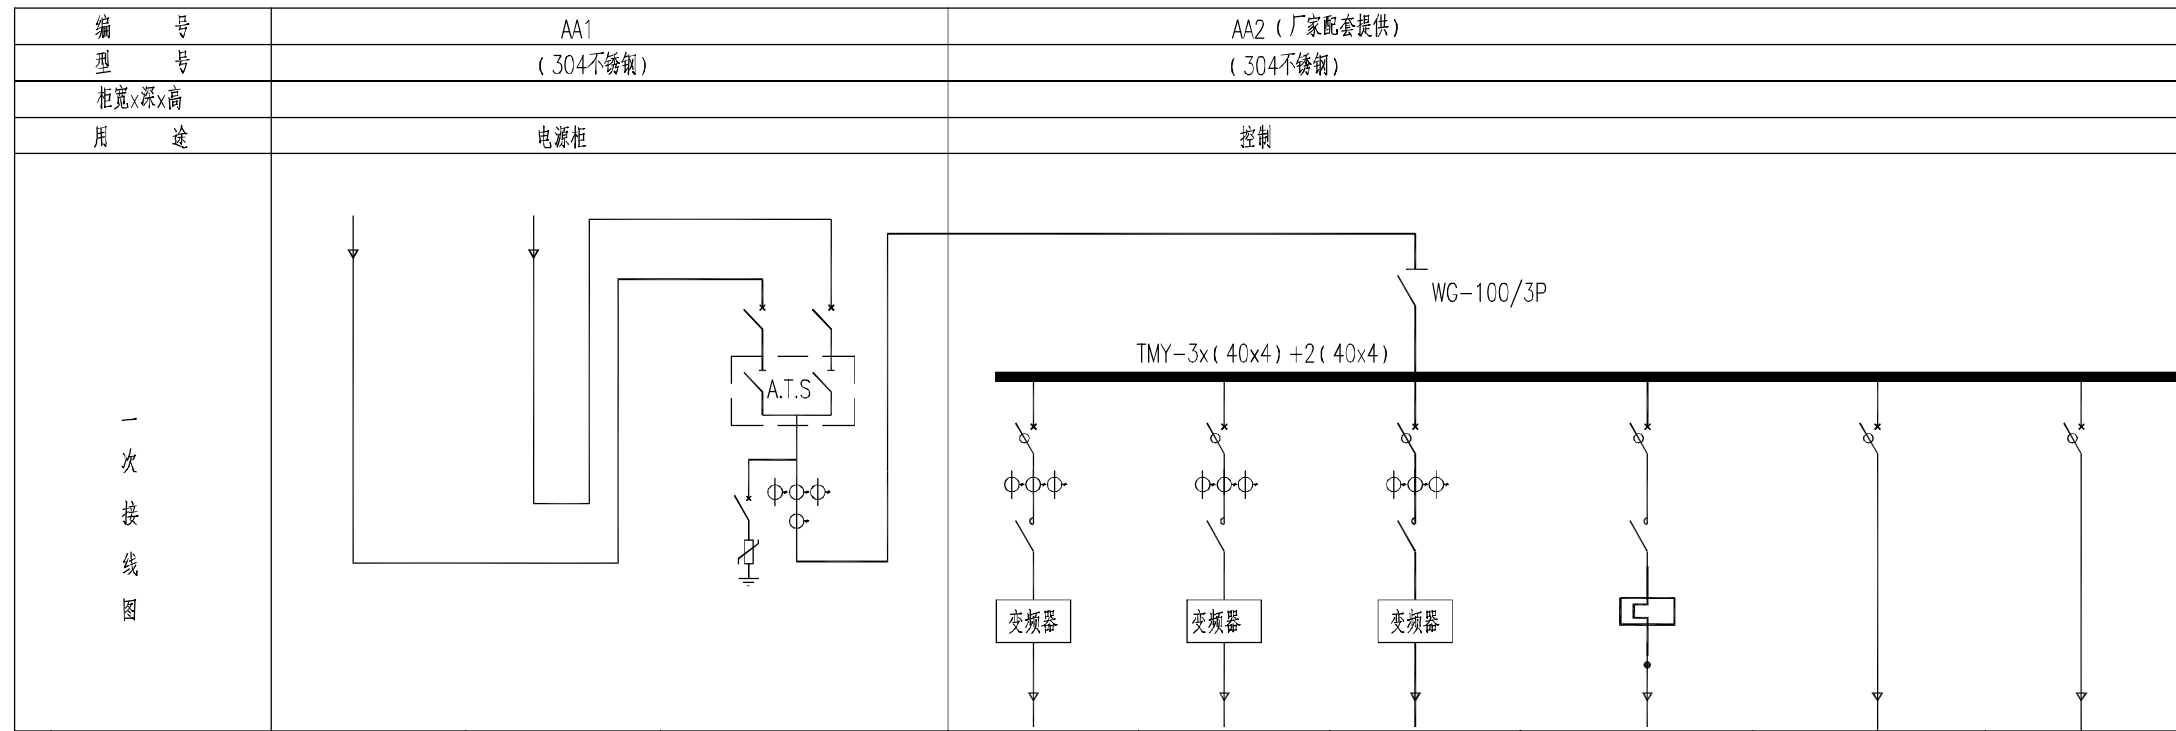 编 号 AA1 AA2(厂家配套提供)
型 号 (304不锈钢) (304不锈钢)
柜宽x深x高
用 途 电源柜 控制
WG-100/3P
TMY-3x(40x4)+2(40x4)
A.T.S
一次接线图
变频器 变频器 变频器